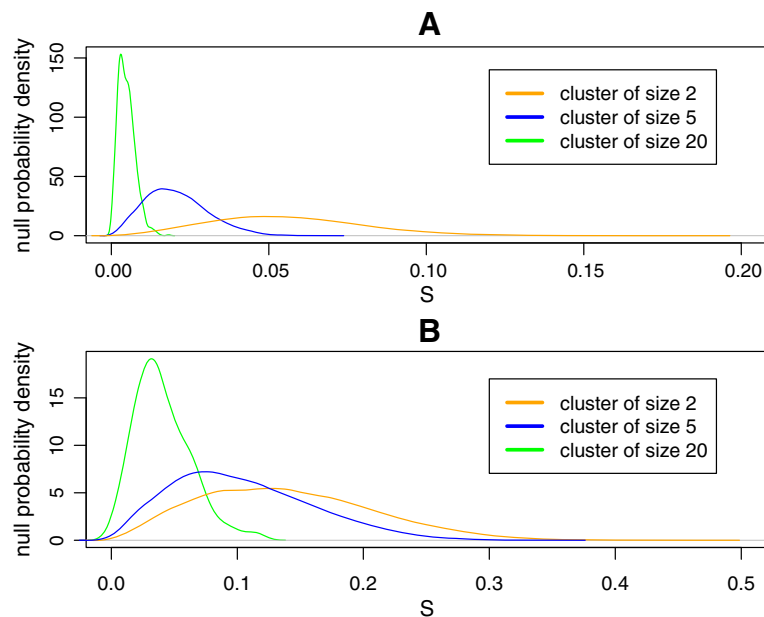 A
null probability density
150
100
50
0
cluster of size 2
cluster of size 5
cluster of size 20
0.00 0.05 0.10 0.15 0.20
S
B
null probability density
15
10
5
0
cluster of size 2
cluster of size 5
cluster of size 20
0.0 0.1 0.2 0.3 0.4 0.5
S